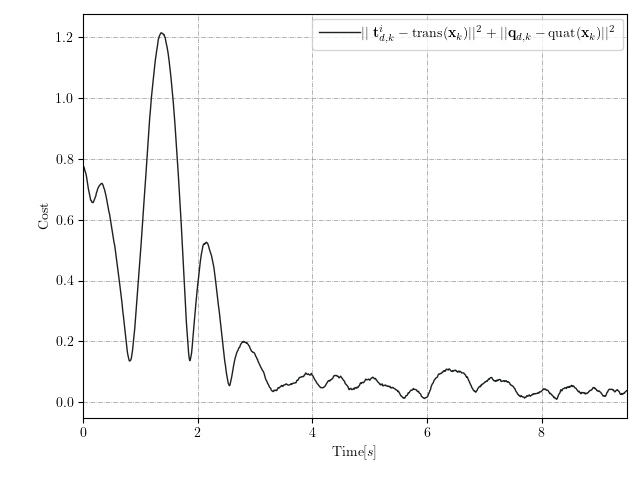 || t^i_{d,k} − trans(x_k)||^2 + ||q_{d,k} − quat(x_k)||^2
1.2
1.0
0.8
0.6
0.4
0.2
0.0
Cost
0 2 4 6 8
Time[s]